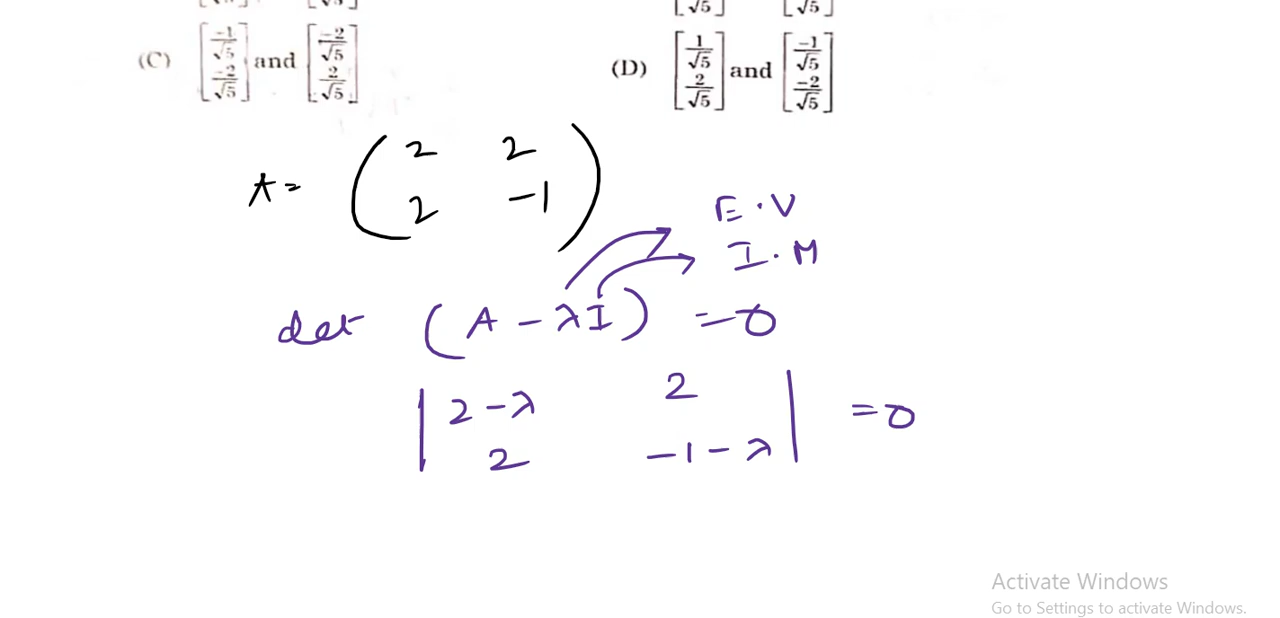 (C) [-1/√5 -2/√5] and [-2/√5 2/√5]
(D) [1/√5 2/√5] and [-1/√5 -2/√5]
A = ( 2 2
2 -1 )
E.V
I.M
det (A - λI) = 0
| 2-λ 2
2 -1-λ | = 0
Activate Windows
Go to Settings to activate Windows.